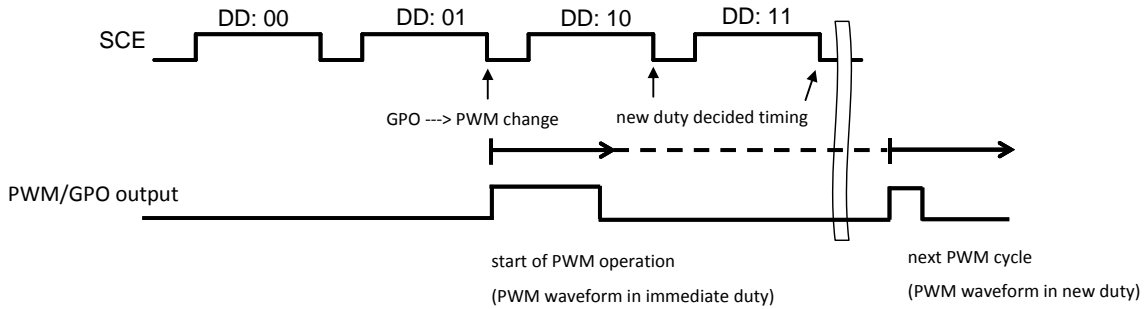 DD: 00
DD: 01
DD: 10
DD: 11
SCE
GPO ---> PWM change
new duty decided timing
PWM/GPO output
start of PWM operation
(PWM waveform in immediate duty)
next PWM cycle
(PWM waveform in new duty)